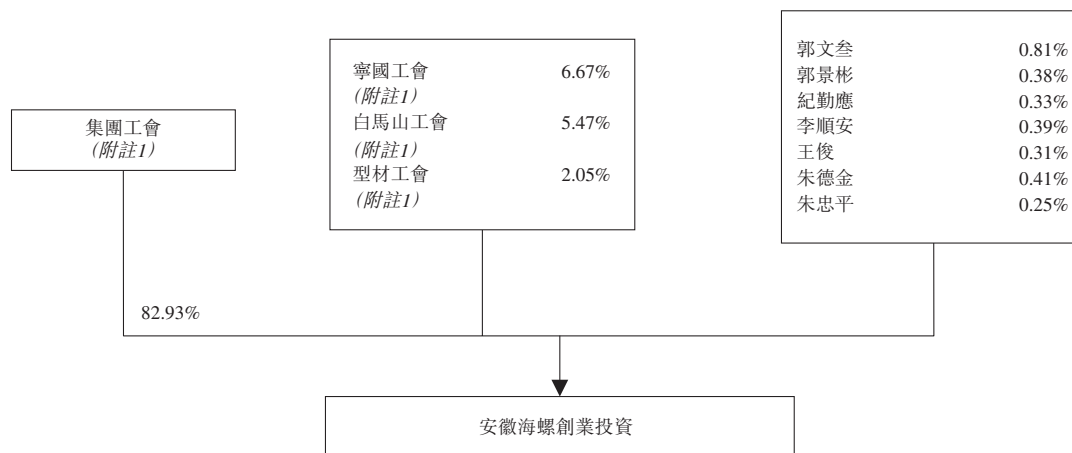 集團工會
(附註1)
寧國工會 6.67%
(附註1)
白馬山工會 5.47%
(附註1)
型材工會 2.05%
(附註1)
郭文叁 0.81%
郭景彬 0.38%
紀勤應 0.33%
李順安 0.39%
王俊 0.31%
朱德金 0.41%
朱忠平 0.25%
82.93%
安徽海螺創業投資